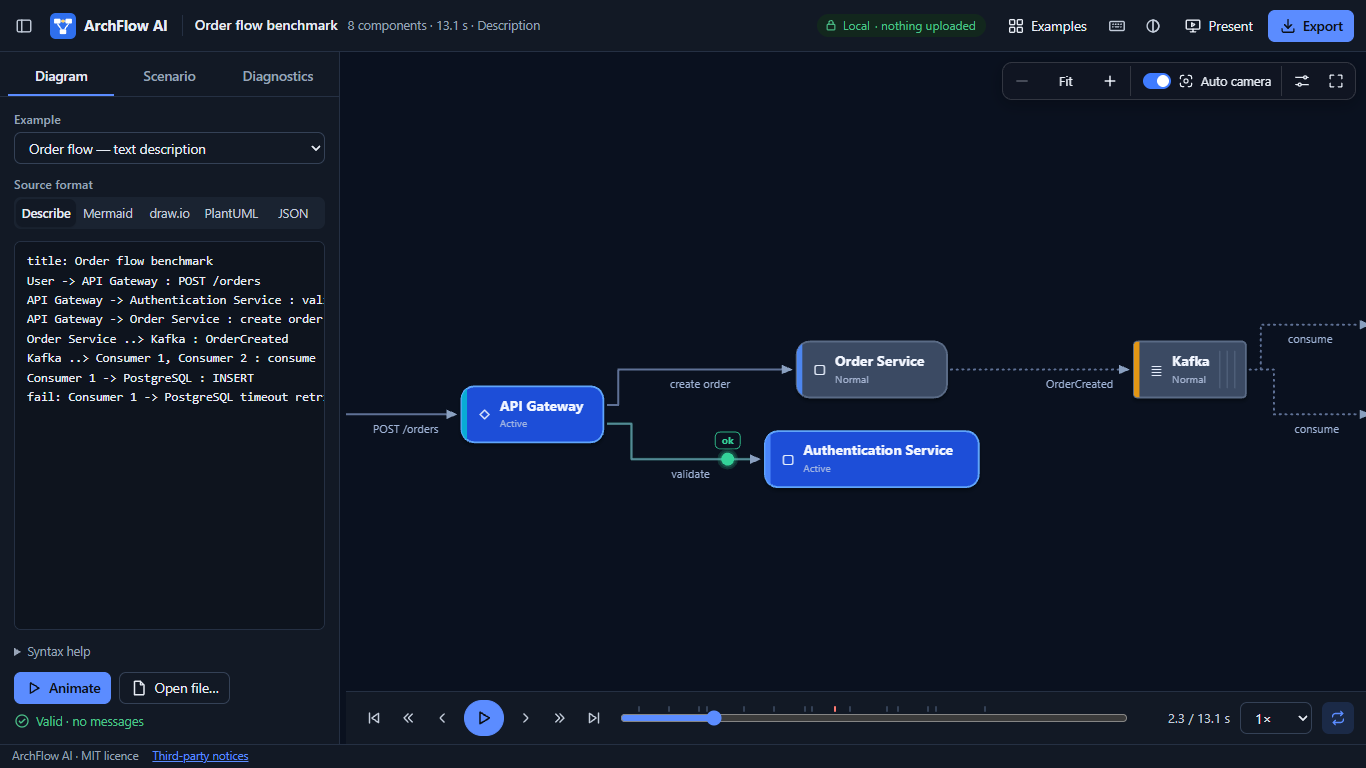 ArchFlow AI
Order flow benchmark
8 components · 13.1 s · Description
Local · nothing uploaded
Examples
Present
Export
Diagram
Scenario
Diagnostics
Fit
Auto camera
Example
Order flow — text description
Source format
Describe
Mermaid
draw.io
PlantUML
JSON
title: Order flow benchmark
User -> API Gateway : POST /orders
API Gateway -> Authentication Service : val
API Gateway -> Order Service : create order
Order Service ..> Kafka : OrderCreated
Kafka ..> Consumer 1, Consumer 2 : consume
Consumer 1 -> PostgreSQL : INSERT
fail: Consumer 1 -> PostgreSQL timeout retr
POST /orders
API Gateway
Active
create order
Order Service
Normal
ok
validate
Authentication Service
Active
OrderCreated
Kafka
Normal
consume
consume
Syntax help
Animate
Open file...
Valid · no messages
2.3 / 13.1 s
1×
ArchFlow AI · MIT licence
Third-party notices